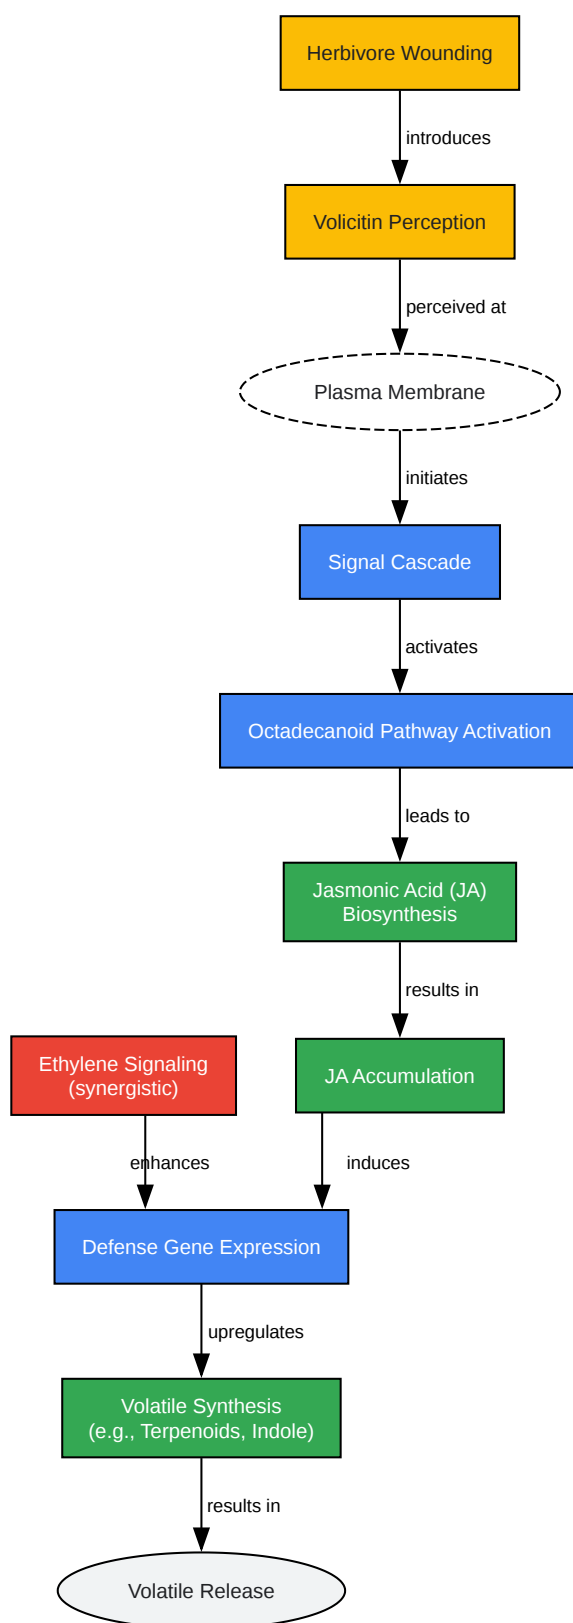 Herbivore Wounding
introduces
Volicitin Perception
perceived at
Plasma Membrane
initiates
Signal Cascade
activates
Octadecanoid Pathway Activation
leads to
Jasmonic Acid (JA)
Biosynthesis
results in
Ethylene Signaling
(synergistic)
JA Accumulation
enhances
induces
Defense Gene Expression
upregulates
Volatile Synthesis
(e.g., Terpenoids, Indole)
results in
Volatile Release